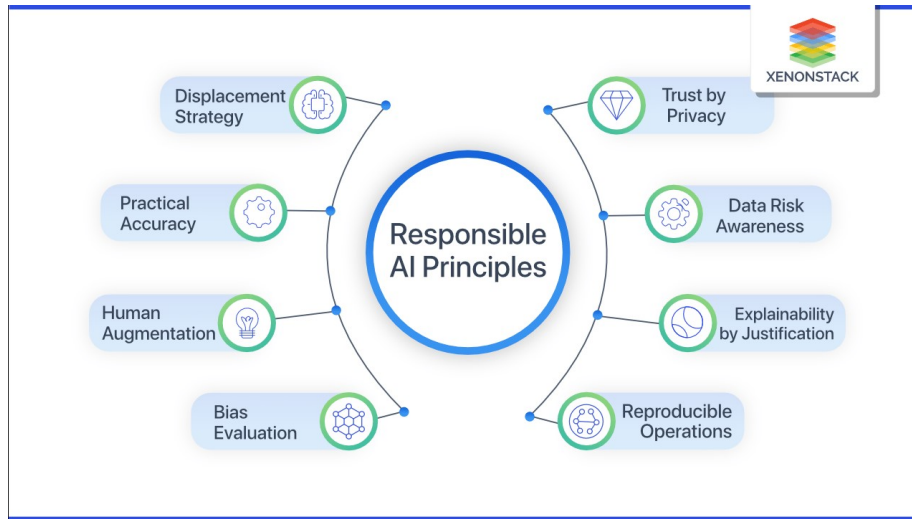 XENONSTACK
Displacement
Strategy
Trust by
Privacy
Practical
Accuracy
Data Risk
Awareness
Responsible
AI Principles
Human
Augmentation
Explainability
by Justification
Bias
Evaluation
Reproducible
Operations